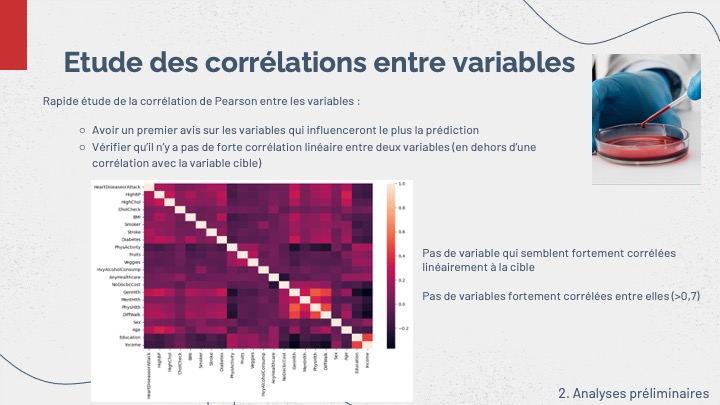 Etude des corrélations entre variables
Rapide étude de la corrélation de Pearson entre les variables :
○ Avoir un premier avis sur les variables qui influenceront le plus la prédiction
○ Vérifier qu'il n'y a pas de forte corrélation linéaire entre deux variables (en dehors d'une
corrélation avec la variable cible)
HeartDiseaseorAttack
HighBP
HighChol
CholCheck
BMI
Smoker
Stroke
Diabetes
PhysActivity
Fruits
Veggies
HvyAlcoholConsump
AnyHealthcare
NoDocbcCost
GenHlth
MentHlth
PhysHlth
DiffWalk
Sex
Age
Education
Income
1.0
0.8
0.6
0.4
0.2
0.0
−0.2
HeartDiseaseorAttack
HighBP
HighChol
CholCheck
BMI
Smoker
Stroke
Diabetes
PhysActivity
Fruits
Veggies
HvyAlcoholConsump
AnyHealthcare
NoDocbcCost
GenHlth
MentHlth
PhysHlth
DiffWalk
Sex
Age
Education
Income
Pas de variable qui semblent fortement corrélées
linéairement à la cible
Pas de variables fortement corrélées entre elles (>0,7)
2. Analyses préliminaires